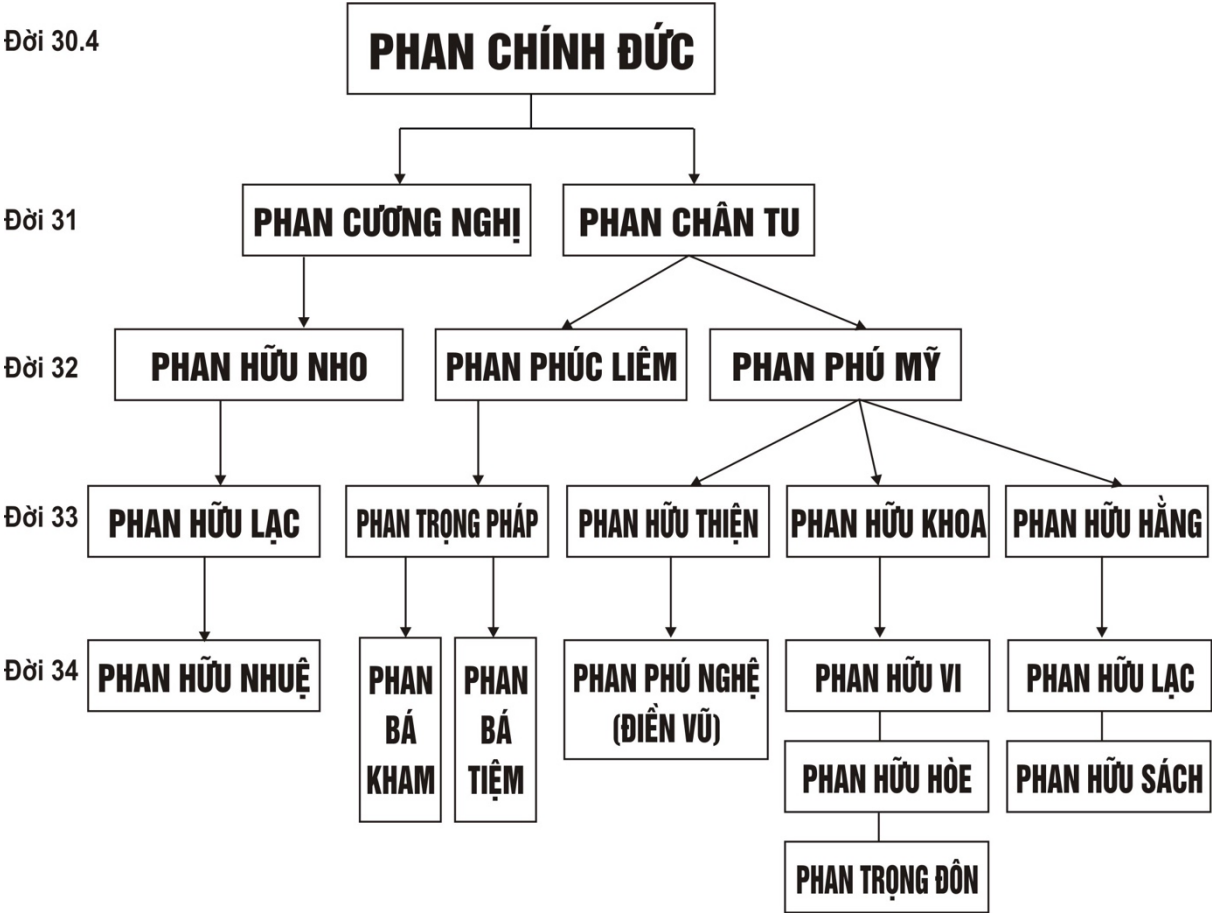 Đời 30.4
PHAN CHÍNH ĐỨC
Đời 31
PHAN CƯƠNG NGHỊ
PHAN CHÂN TU
Đời 32
PHAN HỮU NHO
PHAN PHÚC LIÊM
PHAN PHÚ MỸ
Đời 33
PHAN HỮU LẠC
PHAN TRỌNG PHÁP
PHAN HỮU THIỆN
PHAN HỮU KHOA
PHAN HỮU HẰNG
Đời 34
PHAN HỮU NHUỆ
PHAN
BÁ
KHAM
PHAN
BÁ
TIỆM
PHAN PHÚ NGHỆ
(ĐIỀN VŨ)
PHAN HỮU VI
PHAN HỮU HÒE
PHAN TRỌNG ĐÔN
PHAN HỮU LẠC
PHAN HỮU SÁCH